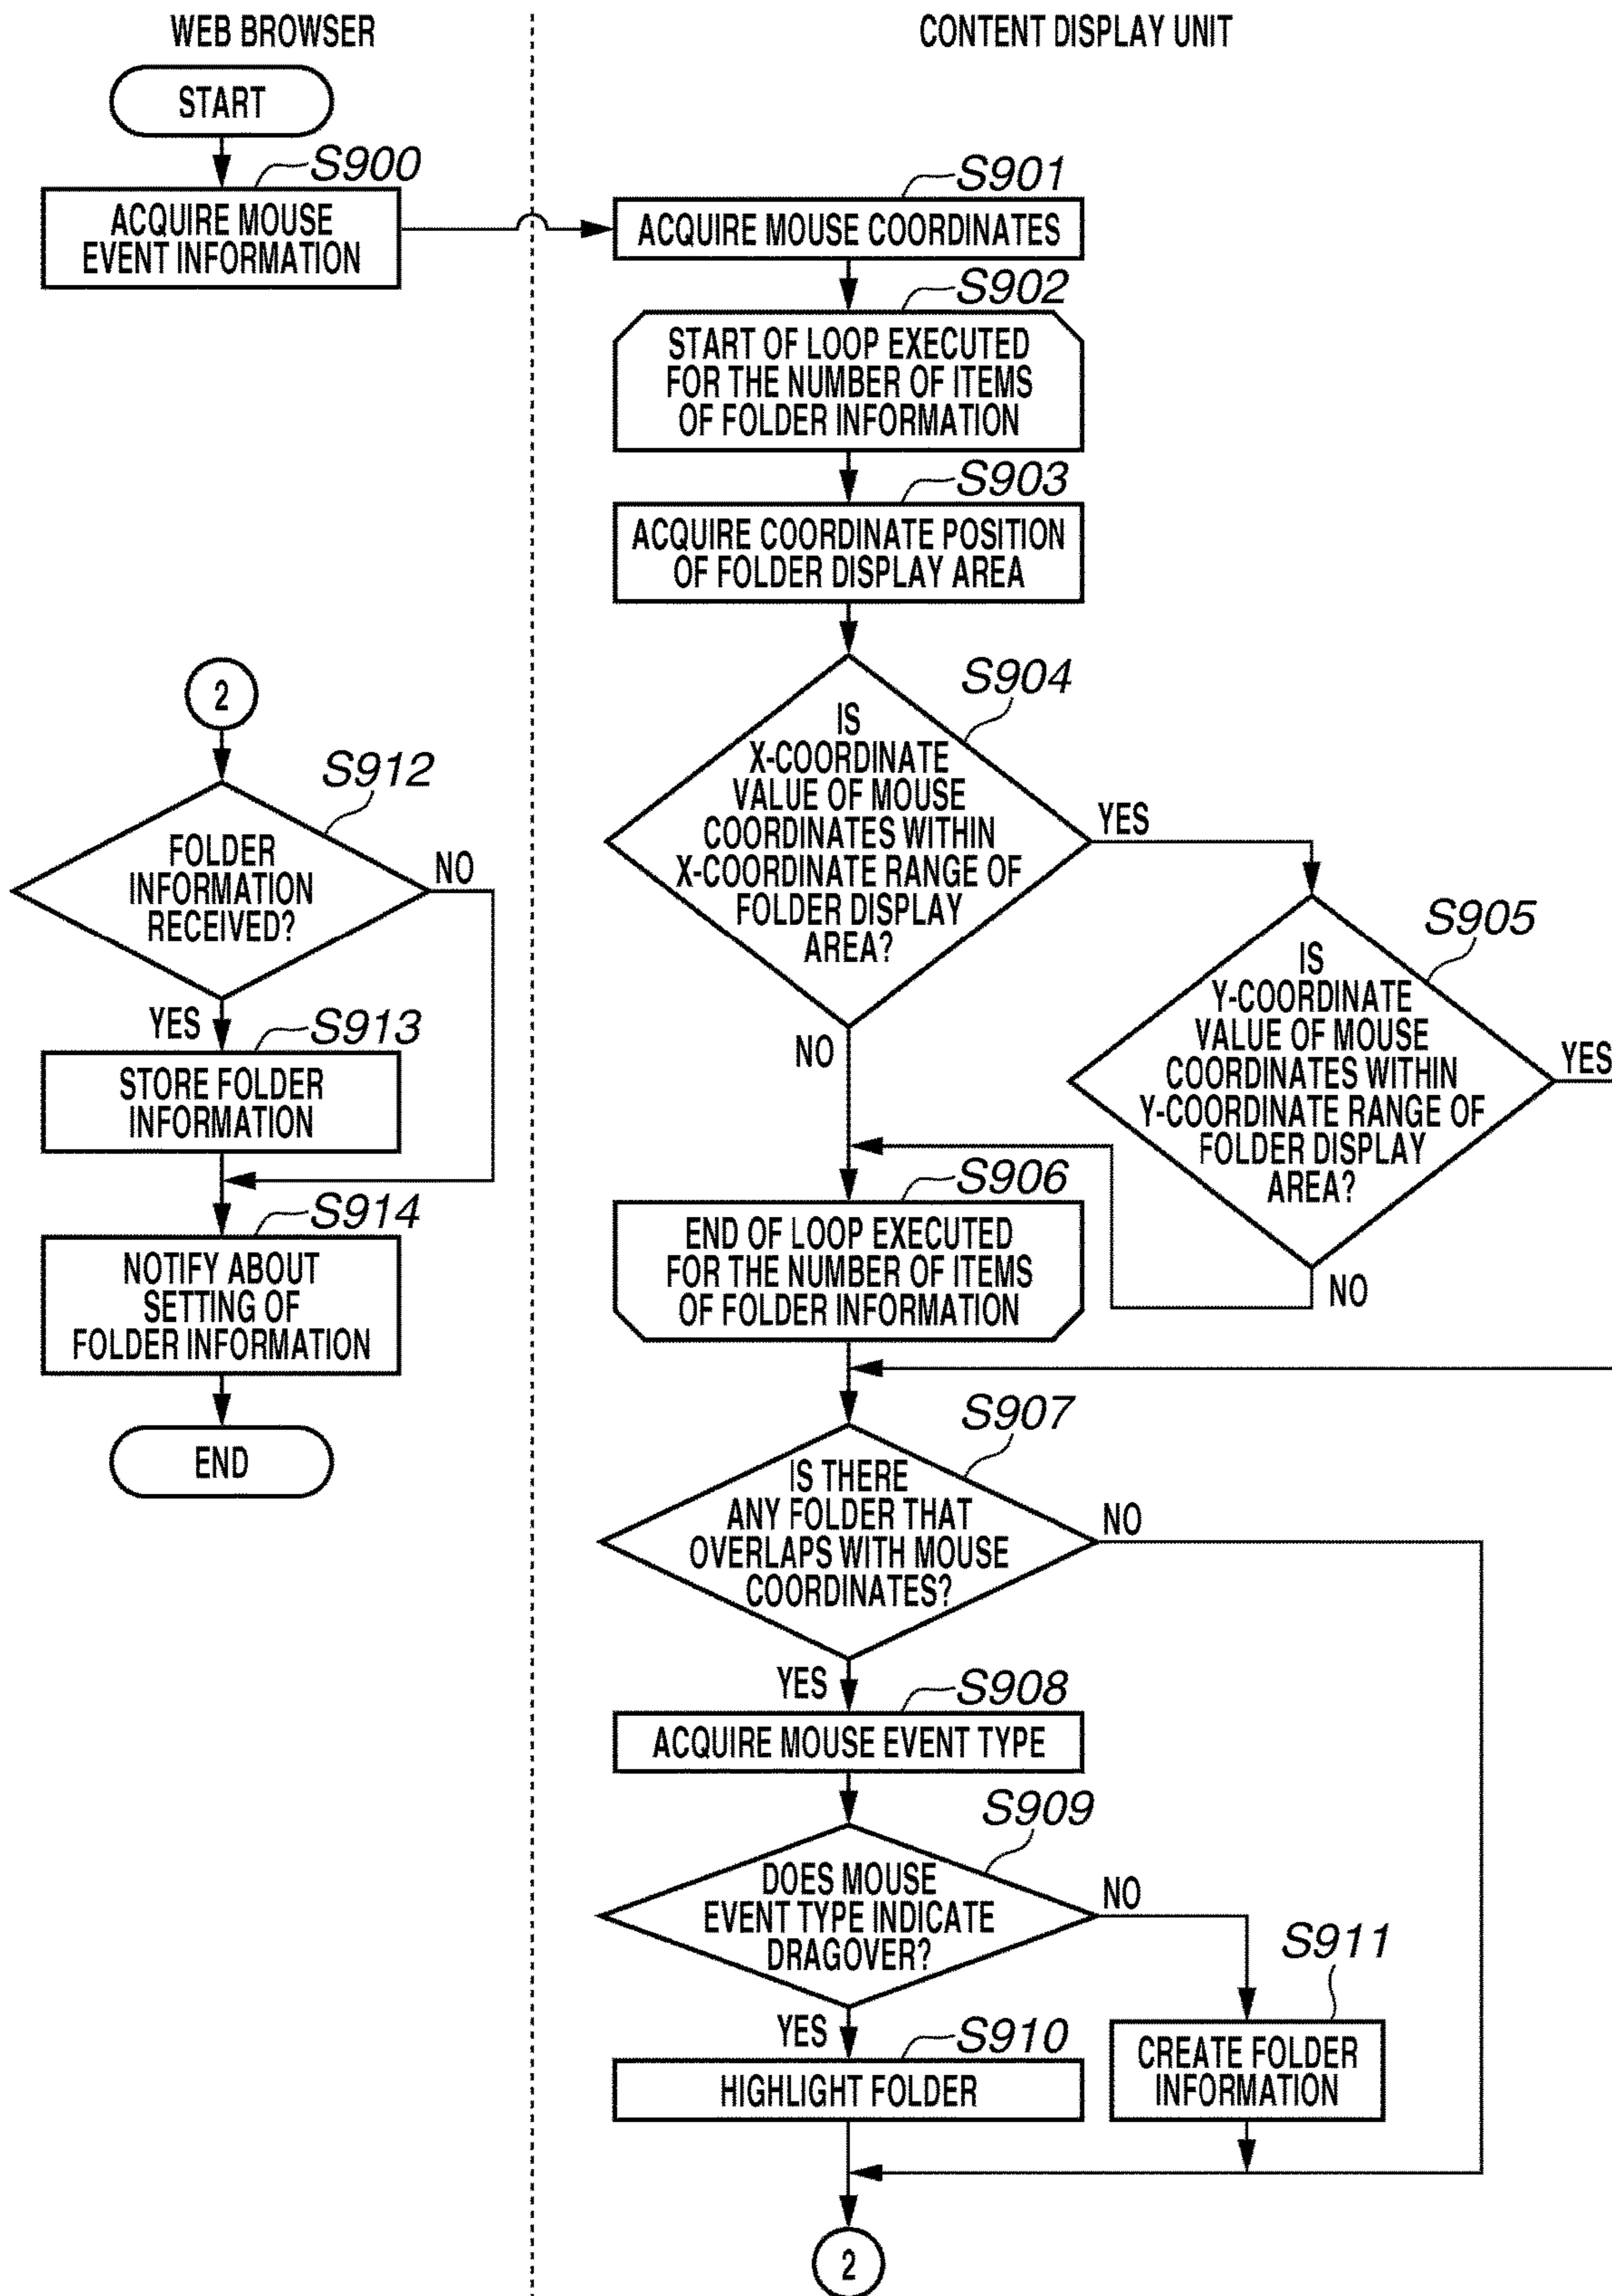 WEB BROWSER
CONTENT DISPLAY UNIT
START
S900
ACQUIRE MOUSE
EVENT INFORMATION
S901
ACQUIRE MOUSE COORDINATES
S902
START OF LOOP EXECUTED
FOR THE NUMBER OF ITEMS
OF FOLDER INFORMATION
S903
ACQUIRE COORDINATE POSITION
OF FOLDER DISPLAY AREA
S904
IS
X-COORDINATE
VALUE OF MOUSE
COORDINATES WITHIN
X-COORDINATE RANGE OF
FOLDER DISPLAY
AREA?
YES
NO
S905
IS
Y-COORDINATE
VALUE OF MOUSE
COORDINATES WITHIN
Y-COORDINATE RANGE OF
FOLDER DISPLAY
AREA?
YES
NO
S906
END OF LOOP EXECUTED
FOR THE NUMBER OF ITEMS
OF FOLDER INFORMATION
S907
IS THERE
ANY FOLDER THAT
OVERLAPS WITH MOUSE
COORDINATES?
NO
YES
S908
ACQUIRE MOUSE EVENT TYPE
S909
DOES MOUSE
EVENT TYPE INDICATE
DRAGOVER?
NO
YES
S910
HIGHLIGHT FOLDER
S911
CREATE FOLDER
INFORMATION
2
2
S912
FOLDER
INFORMATION
RECEIVED?
NO
YES
S913
STORE FOLDER
INFORMATION
S914
NOTIFY ABOUT
SETTING OF
FOLDER INFORMATION
END